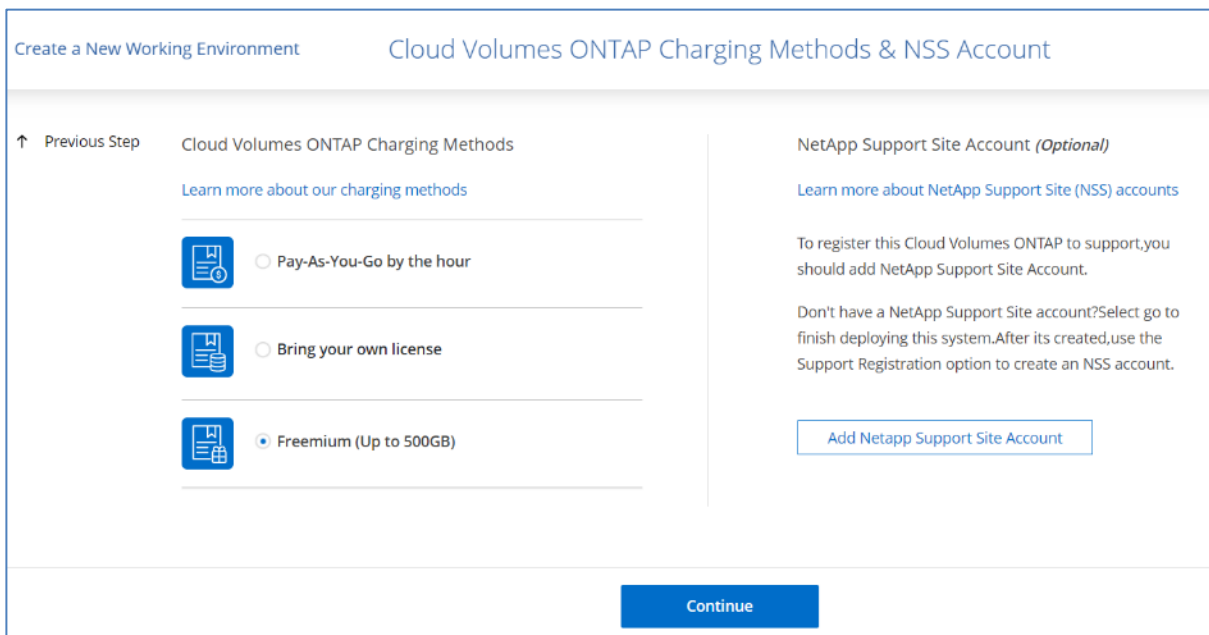 Create a New Working Environment
Cloud Volumes ONTAP Charging Methods & NSS Account
↑ Previous Step
Cloud Volumes ONTAP Charging Methods
Learn more about our charging methods
Pay-As-You-Go by the hour
Bring your own license
Freemium (Up to 500GB)
NetApp Support Site Account (Optional)
Learn more about NetApp Support Site (NSS) accounts
To register this Cloud Volumes ONTAP to support,you
should add NetApp Support Site Account.
Don't have a NetApp Support Site account?Select go to
finish deploying this system.After its created,use the
Support Registration option to create an NSS account.
Add Netapp Support Site Account
Continue